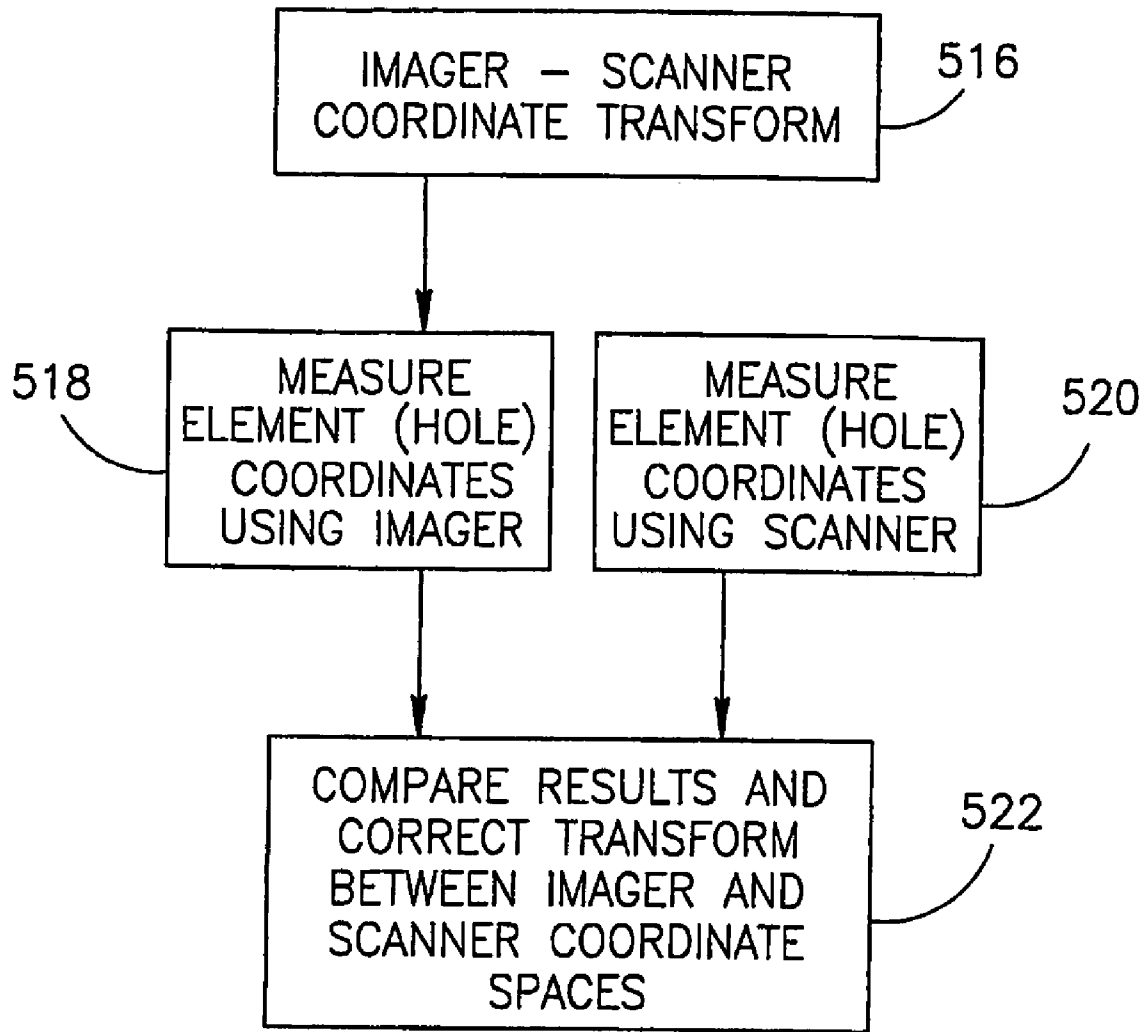 IMAGER – SCANNER
COORDINATE TRANSFORM
516
518
MEASURE
ELEMENT (HOLE)
COORDINATES
USING IMAGER
MEASURE
ELEMENT (HOLE)
COORDINATES
USING SCANNER
520
COMPARE RESULTS AND
CORRECT TRANSFORM
BETWEEN IMAGER AND
SCANNER COORDINATE
SPACES
522